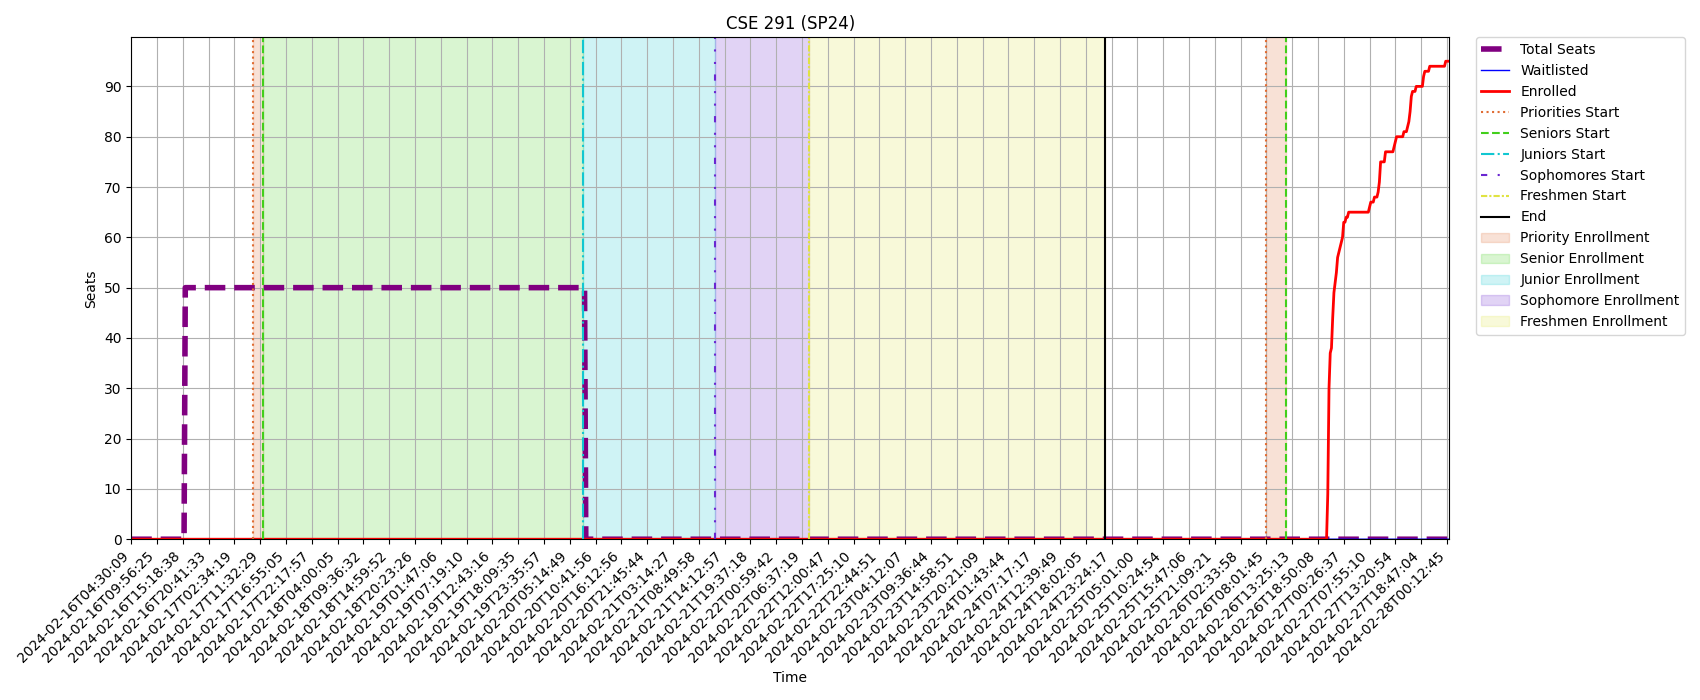 CSE 291 (SP24)
Total Seats
Waitlisted
Enrolled
Priorities Start
Seniors Start
Juniors Start
Sophomores Start
Freshmen Start
End
Priority Enrollment
Senior Enrollment
Junior Enrollment
Sophomore Enrollment
Freshmen Enrollment
Seats
90
80
70
60
50
40
30
20
10
0
2024-02-16T04:30:09
2024-02-16T09:56:25
2024-02-16T15:18:38
2024-02-16T20:41:33
2024-02-17T02:34:19
2024-02-17T11:32:29
2024-02-17T16:55:05
2024-02-17T22:17:57
2024-02-18T04:00:05
2024-02-18T09:36:32
2024-02-18T14:59:52
2024-02-18T20:23:26
2024-02-19T01:47:06
2024-02-19T07:19:10
2024-02-19T12:43:16
2024-02-19T18:09:35
2024-02-19T23:35:57
2024-02-20T05:14:49
2024-02-20T10:41:56
2024-02-20T16:12:56
2024-02-20T21:45:44
2024-02-21T03:14:27
2024-02-21T08:49:58
2024-02-21T14:12:57
2024-02-21T19:37:18
2024-02-22T00:59:42
2024-02-22T06:37:19
2024-02-22T12:00:47
2024-02-22T17:25:10
2024-02-22T22:44:51
2024-02-23T04:12:07
2024-02-23T09:36:44
2024-02-23T14:58:51
2024-02-23T20:21:09
2024-02-24T01:43:44
2024-02-24T07:17:17
2024-02-24T12:39:49
2024-02-24T18:02:05
2024-02-24T23:24:17
2024-02-25T05:01:00
2024-02-25T10:24:54
2024-02-25T15:47:06
2024-02-25T21:09:21
2024-02-26T02:33:58
2024-02-26T08:01:45
2024-02-26T13:25:13
2024-02-26T18:50:08
2024-02-27T00:26:37
2024-02-27T07:55:10
2024-02-27T13:20:54
2024-02-27T18:47:04
2024-02-28T00:12:45
Time